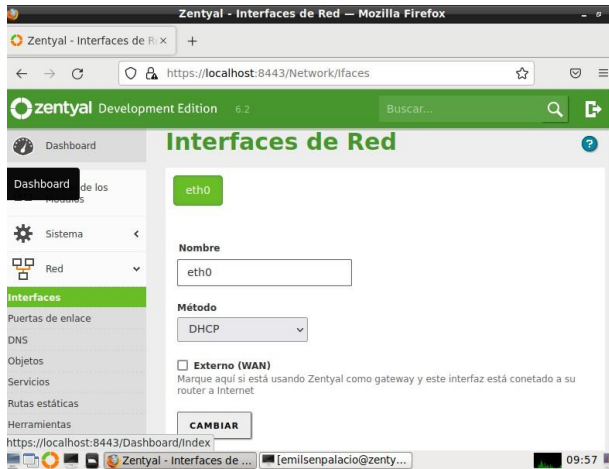 Zentyal - Interfaces de Red — Mozilla Firefox
Zentyal - Interfaces de R
https://localhost:8443/Network/Ifaces
zentyal Development Edition 6.2
Buscar...
Dashboard
Interfaces de Red
Dashboard
de los
Módulos
eth0
Sistema
Nombre
Red
eth0
Interfaces
Método
Puertas de enlace
DHCP
DNS
Objetos
Externo (WAN)
Servicios
Marque aquí si está usando Zentyal como gateway y este interfaz está conetado a su
router a Internet
Rutas estáticas
Herramientas
CAMBIAR
https://localhost:8443/Dashboard/Index
Zentyal - Interfaces de ...
[emilsenpalacio@zenty...
09:57